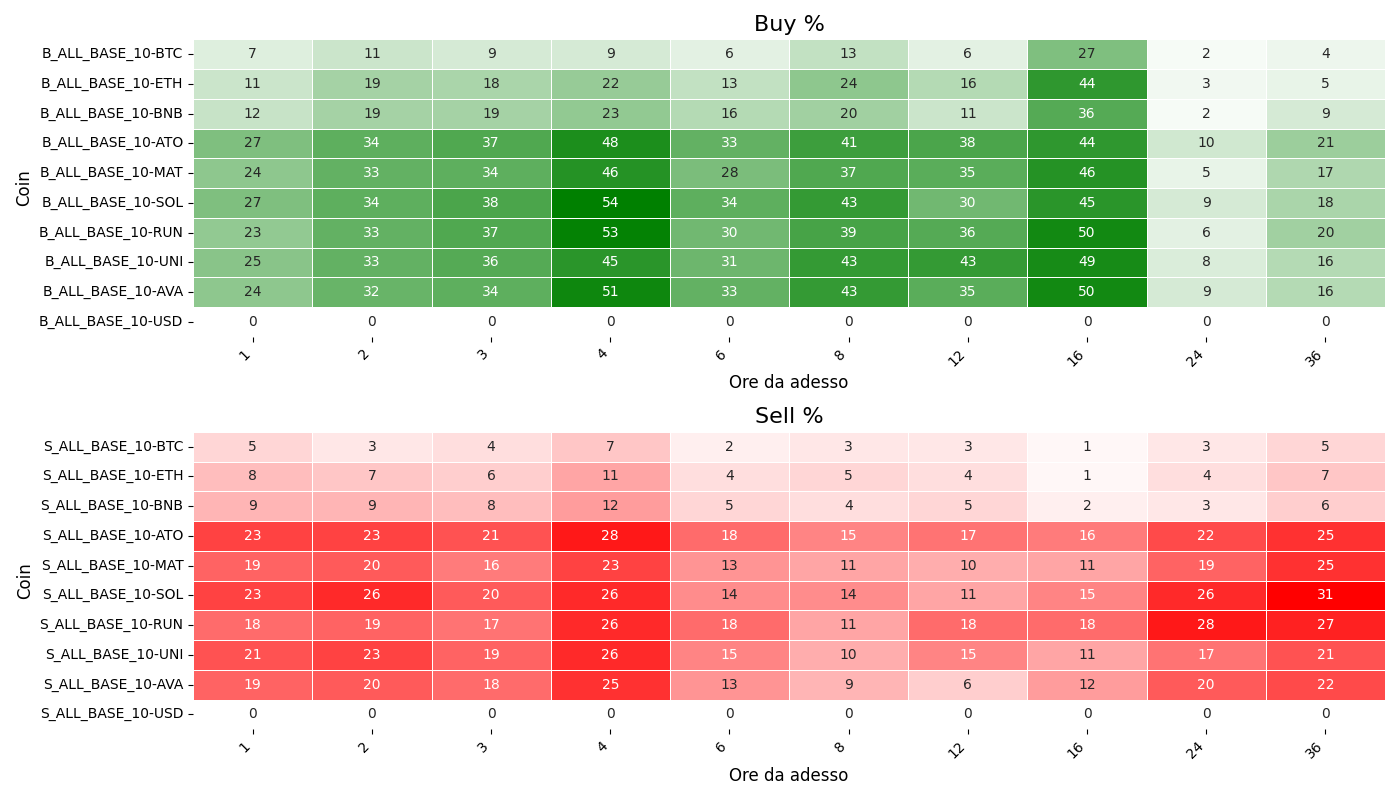 Buy %
Coin
B_ALL_BASE_10-BTC 7 11 9 9 6 13 6 27 2 4
B_ALL_BASE_10-ETH 11 19 18 22 13 24 16 44 3 5
B_ALL_BASE_10-BNB 12 19 19 23 16 20 11 36 2 9
B_ALL_BASE_10-ATO 27 34 37 48 33 41 38 44 10 21
B_ALL_BASE_10-MAT 24 33 34 46 28 37 35 46 5 17
B_ALL_BASE_10-SOL 27 34 38 54 34 43 30 45 9 18
B_ALL_BASE_10-RUN 23 33 37 53 30 39 36 50 6 20
B_ALL_BASE_10-UNI 25 33 36 45 31 43 43 49 8 16
B_ALL_BASE_10-AVA 24 32 34 51 33 43 35 50 9 16
B_ALL_BASE_10-USD 0 0 0 0 0 0 0 0 0 0
1 2 3 4 6 8 12 16 24 36
Ore da adesso
Sell %
Coin
S_ALL_BASE_10-BTC 5 3 4 7 2 3 3 1 3 5
S_ALL_BASE_10-ETH 8 7 6 11 4 5 4 1 4 7
S_ALL_BASE_10-BNB 9 9 8 12 5 4 5 2 3 6
S_ALL_BASE_10-ATO 23 23 21 28 18 15 17 16 22 25
S_ALL_BASE_10-MAT 19 20 16 23 13 11 10 11 19 25
S_ALL_BASE_10-SOL 23 26 20 26 14 14 11 15 26 31
S_ALL_BASE_10-RUN 18 19 17 26 18 11 18 18 28 27
S_ALL_BASE_10-UNI 21 23 19 26 15 10 15 11 17 21
S_ALL_BASE_10-AVA 19 20 18 25 13 9 6 12 20 22
S_ALL_BASE_10-USD 0 0 0 0 0 0 0 0 0 0
1 2 3 4 6 8 12 16 24 36
Ore da adesso